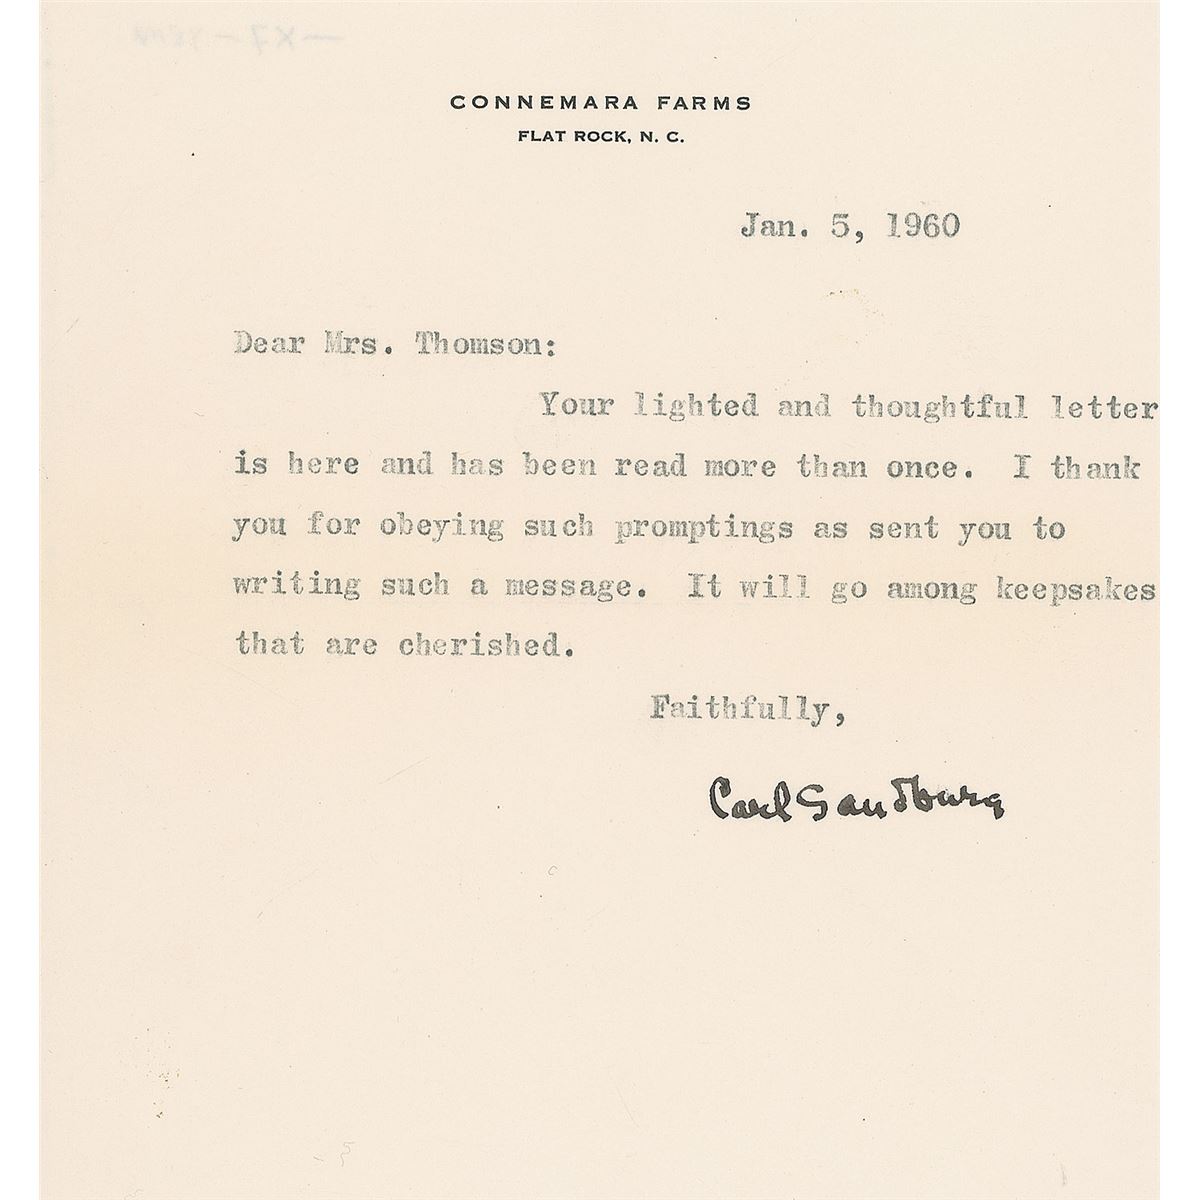 CONNEMARA FARMS
FLAT ROCK, N. C.
Jan. 5, 1960
Dear Mrs. Thomson:
Your lighted and thoughtful letter
is here and has been read more than once. I thank
you for obeying such promptings as sent you to
writing such a message. It will go among keepsakes
that are cherished.
Faithfully,
Carl Sandburg